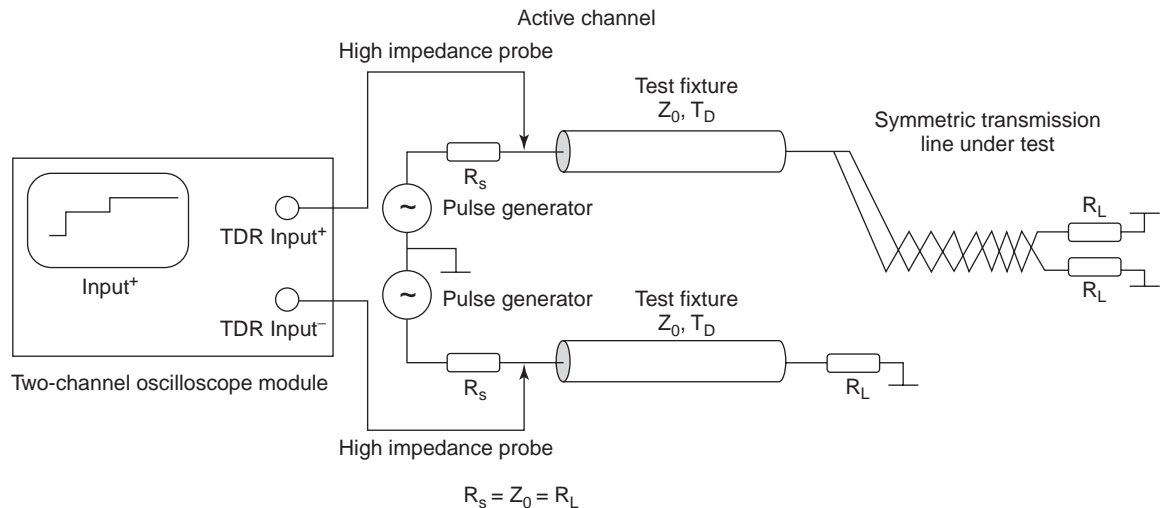 Active channel
High impedance probe
Test fixture
Z0, TD
Symmetric transmission
line under test
Rs
~
Pulse generator
TDR Input+
RL
Input+
~
Pulse generator
RL
TDR Input–
Test fixture
Z0, TD
Two-channel oscilloscope module
Rs
RL
High impedance probe
Rs = Z0 = RL